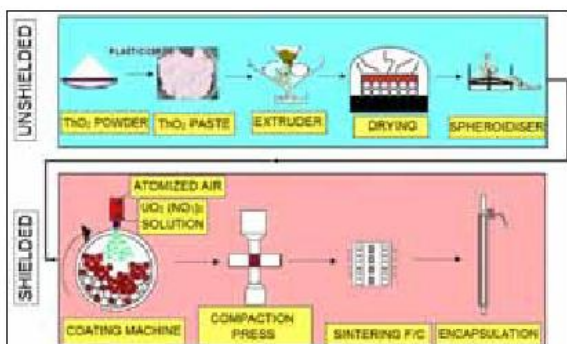 UNSHIELDED
PLASTICIZER
ThO₂ POWDER
ThO₂ PASTE
EXTRUDER
DRYING
SPHEROIDISER
SHIELDED
ATOMIZED AIR
UO₂ (NO₃)₂
SOLUTION
COATING MACHINE
COMPACTION
PRESS
SINTERING F/C
ENCAPSULATION